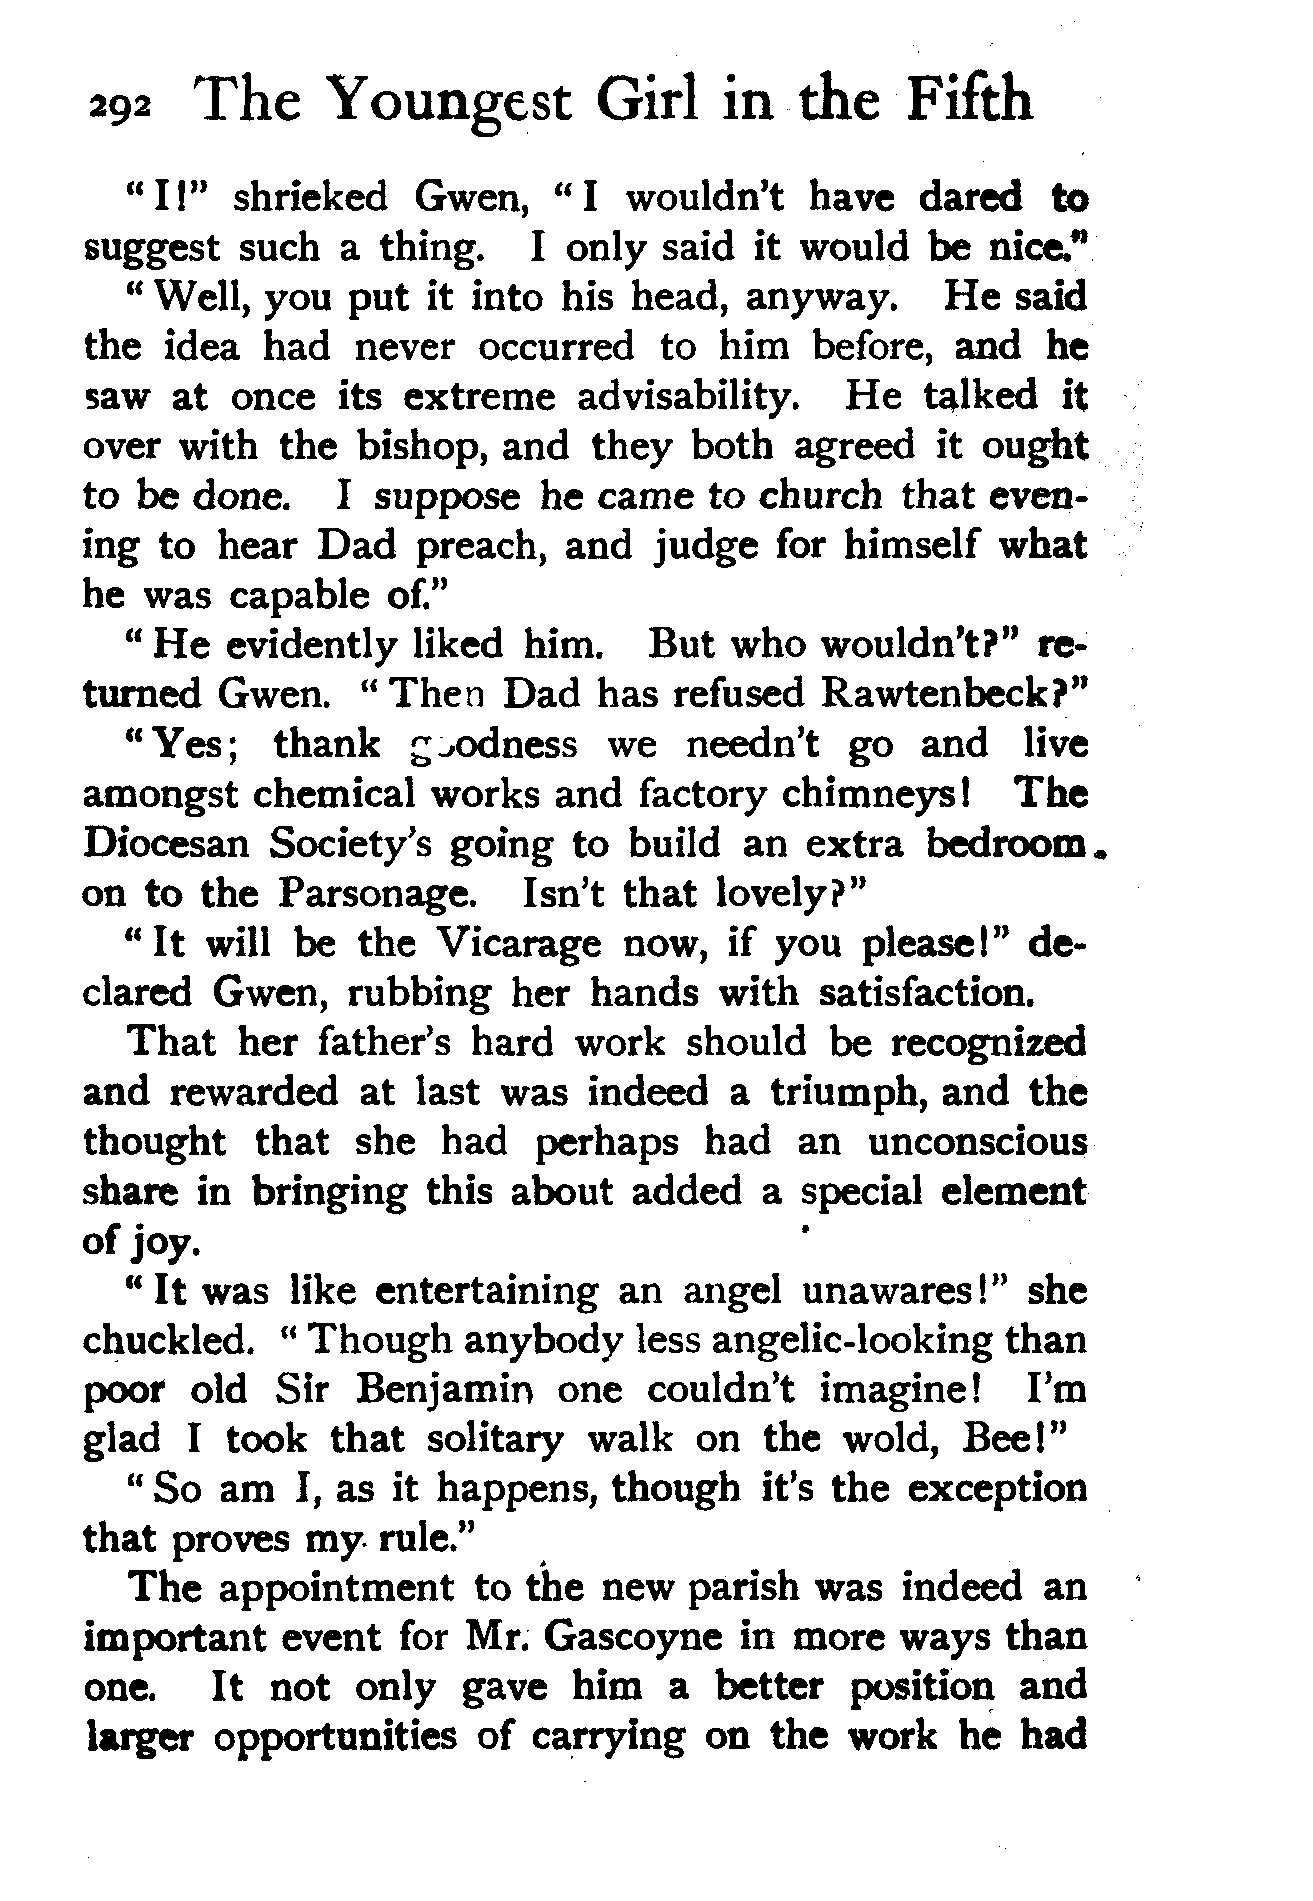 292 The Youngest Girl in the Fifth
"I!" shrieked Gwen, "I wouldn't have dared to
suggest such a thing. I only said it would be nice."
"Well, you put it into his head, anyway. He said
the idea had never occurred to him before, and he
saw at once its extreme advisability. He talked it
over with the bishop, and they both agreed it ought
to be done. I suppose he came to church that even-
ing to hear Dad preach, and judge for himself what
he was capable of."
"He evidently liked him. But who wouldn't?" re-
turned Gwen. "Then Dad has refused Rawtenbeck?"
"Yes; thank goodness we needn't go and live
amongst chemical works and factory chimneys! The
Diocesan Society's going to build an extra bedroom
on to the Parsonage. Isn't that lovely?"
"It will be the Vicarage now, if you please!" de-
clared Gwen, rubbing her hands with satisfaction.
That her father's hard work should be recognized
and rewarded at last was indeed a triumph, and the
thought that she had perhaps had an unconscious
share in bringing this about added a special element
of joy.
"It was like entertaining an angel unawares!" she
chuckled. "Though anybody less angelic-looking than
poor old Sir Benjamin one couldn't imagine! I'm
glad I took that solitary walk on the wold, Bee!"
"So am I, as it happens, though it's the exception
that proves my rule."
The appointment to the new parish was indeed an
important event for Mr. Gascoyne in more ways than
one. It not only gave him a better position and
larger opportunities of carrying on the work he had